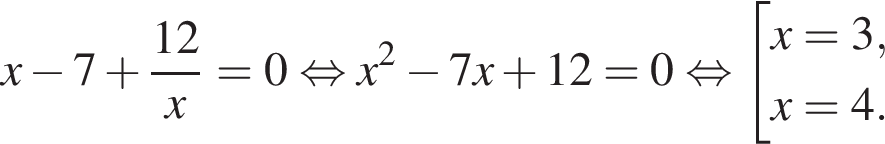 x − 7 + 12/x = 0 ⇔ x² − 7x + 12 = 0 ⇔ [ x = 3,
x = 4.